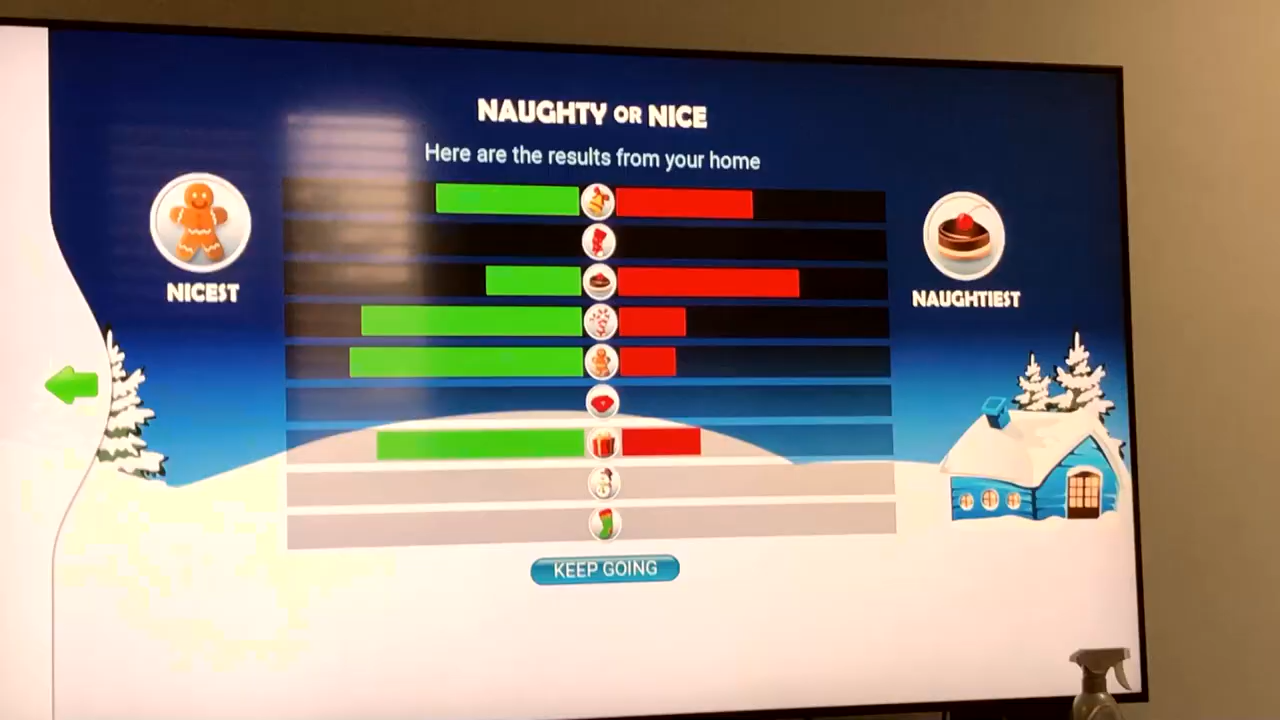 NAUGHTY OR NICE
Here are the results from your home
NICEST
NAUGHTIEST
KEEP GOING